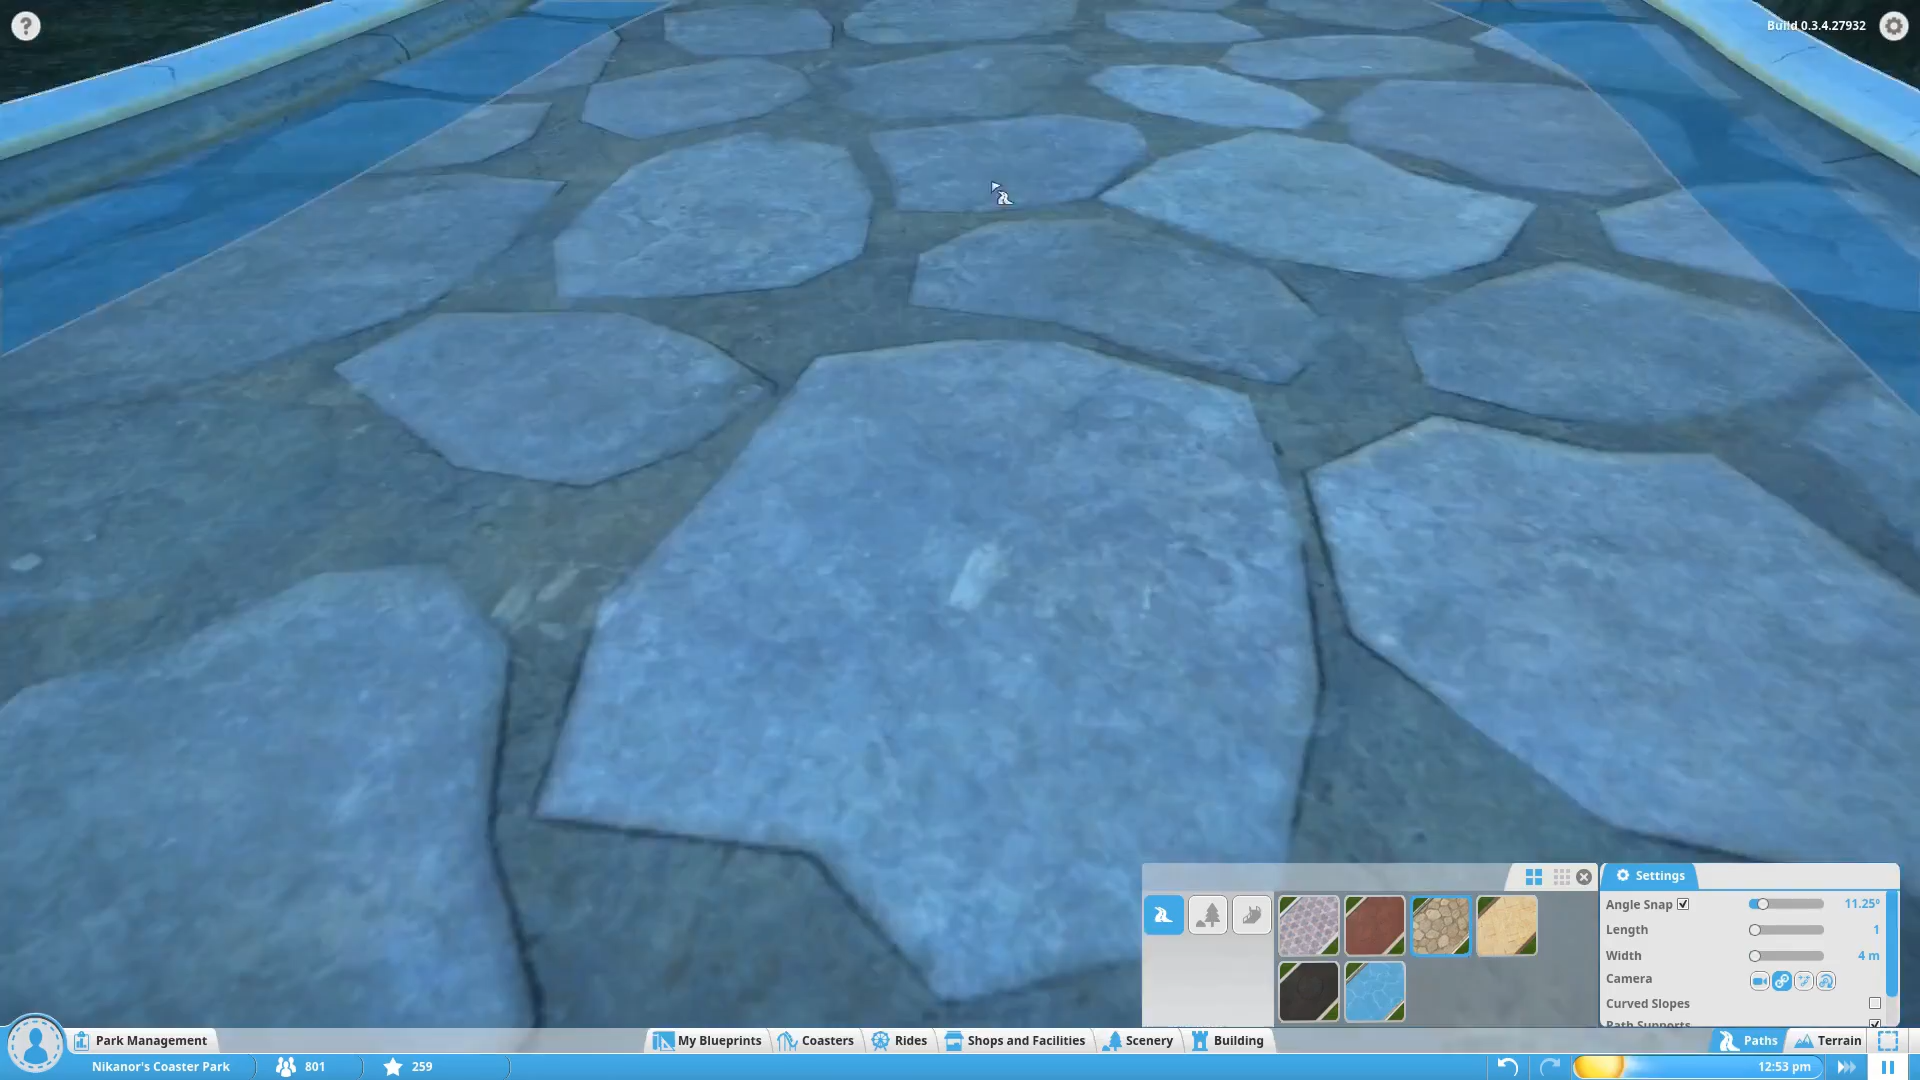 ?
Build 0.3.4.27932
Settings
Angle Snap 11.25°
Length 1
Width 4 m
Camera
Curved Slopes
Path Supports
Park Management
My Blueprints
Coasters
Rides
Shops and Facilities
Scenery
Building
Paths
Terrain
Nikanor's Coaster Park
801
259
12:53 pm